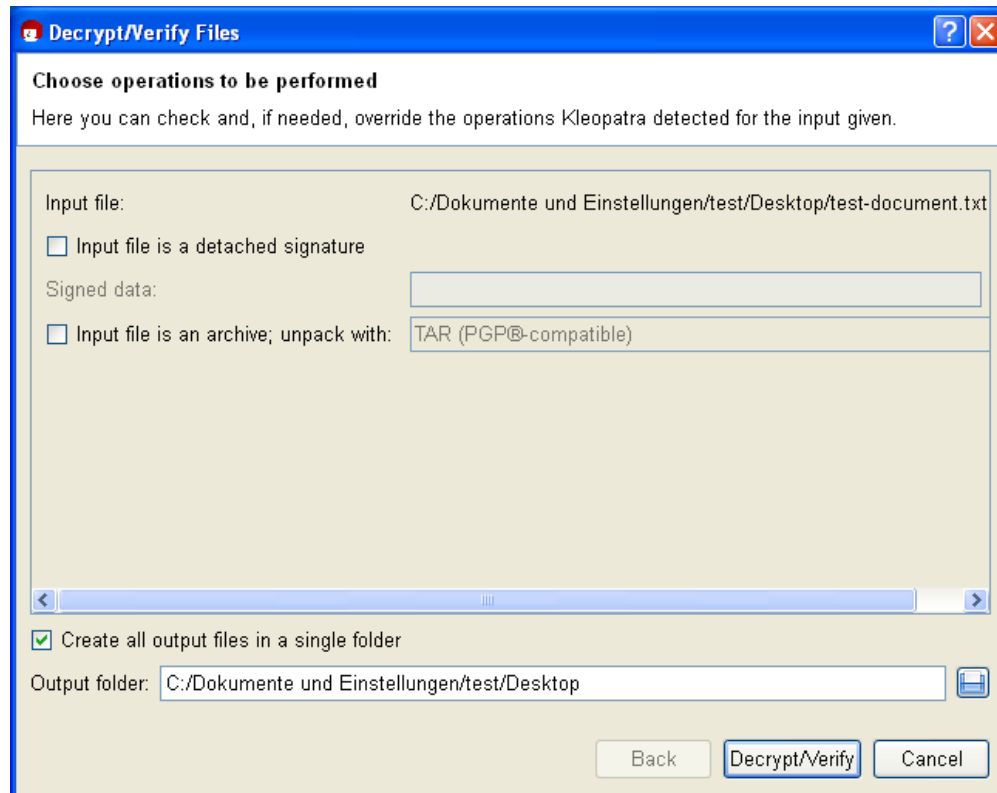 Decrypt/Verify Files
Choose operations to be performed
Here you can check and, if needed, override the operations Kleopatra detected for the input given.
Input file: C:/Dokumente und Einstellungen/test/Desktop/test-document.txt
Input file is a detached signature
Signed data:
Input file is an archive; unpack with: TAR (PGP®-compatible)
Create all output files in a single folder
Output folder: C:/Dokumente und Einstellungen/test/Desktop
Back Decrypt/Verify Cancel